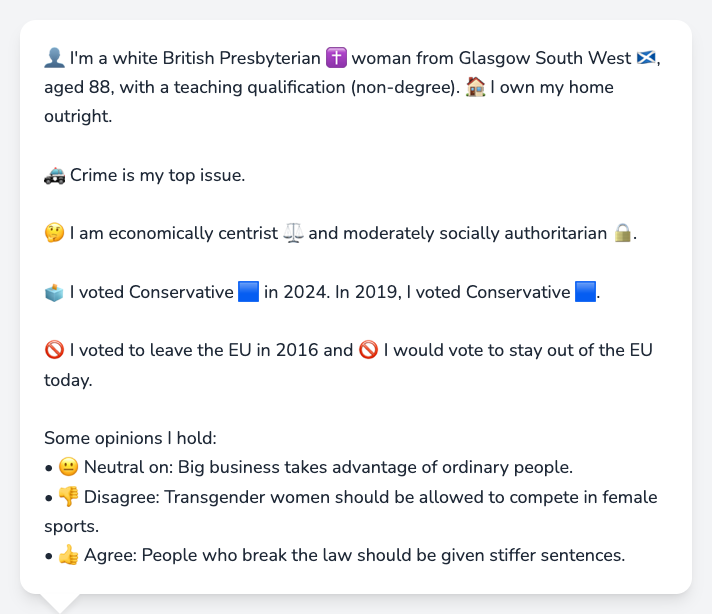 👤 I'm a white British Presbyterian ✝️ woman from Glasgow South West 🏴󠁧󠁢󠁳󠁣󠁴󠁿,
aged 88, with a teaching qualification (non-degree). 🏠 I own my home
outright.
🚓 Crime is my top issue.
🤔 I am economically centrist ⚖️ and moderately socially authoritarian 🔒.
🗳️ I voted Conservative 🟦 in 2024. In 2019, I voted Conservative 🟦.
🚫 I voted to leave the EU in 2016 and 🚫 I would vote to stay out of the EU
today.
Some opinions I hold:
• 😐 Neutral on: Big business takes advantage of ordinary people.
• 👎 Disagree: Transgender women should be allowed to compete in female
sports.
• 👍 Agree: People who break the law should be given stiffer sentences.